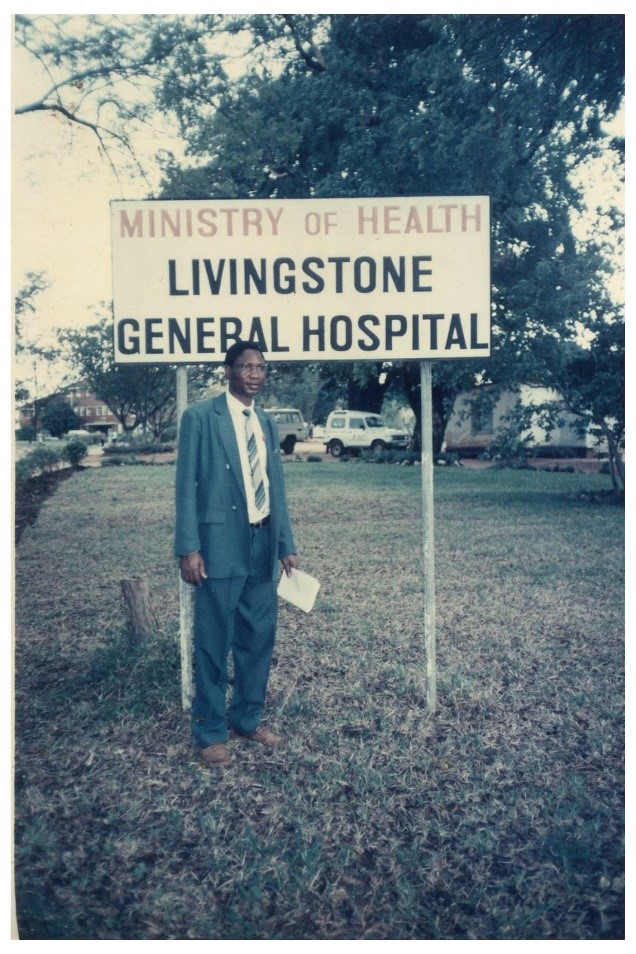 MINISTRY OF HEALTH
LIVINGSTONE
GENERAL HOSPITAL